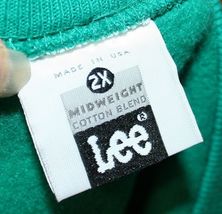 MADE IN USA
2X
MIDWEIGHT
COTTON BLEND
Lee
®